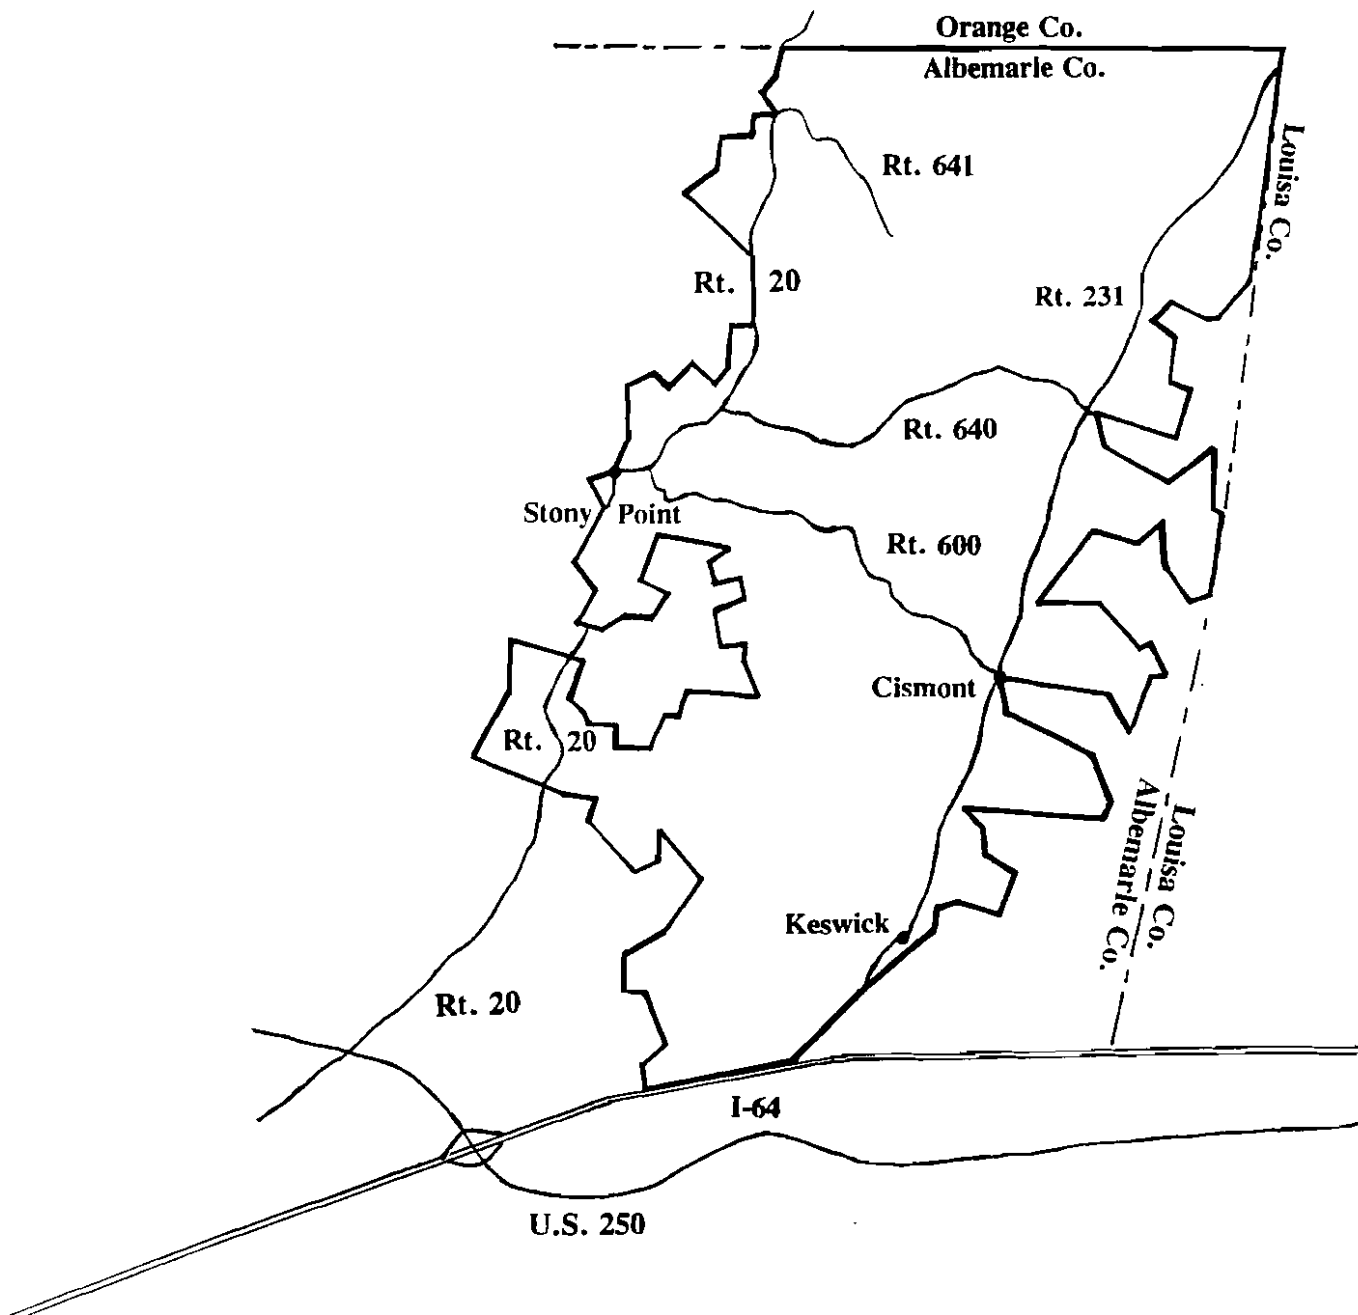 Orange Co.
Albemarle Co.
Rt. 641
Louisa Co.
Rt. 20
Rt. 231
Rt. 640
Stony Point
Rt. 600
Cismont
Rt. 20
Louisa Co.
Albemarle Co.
Keswick
Rt. 20
I-64
U.S. 250